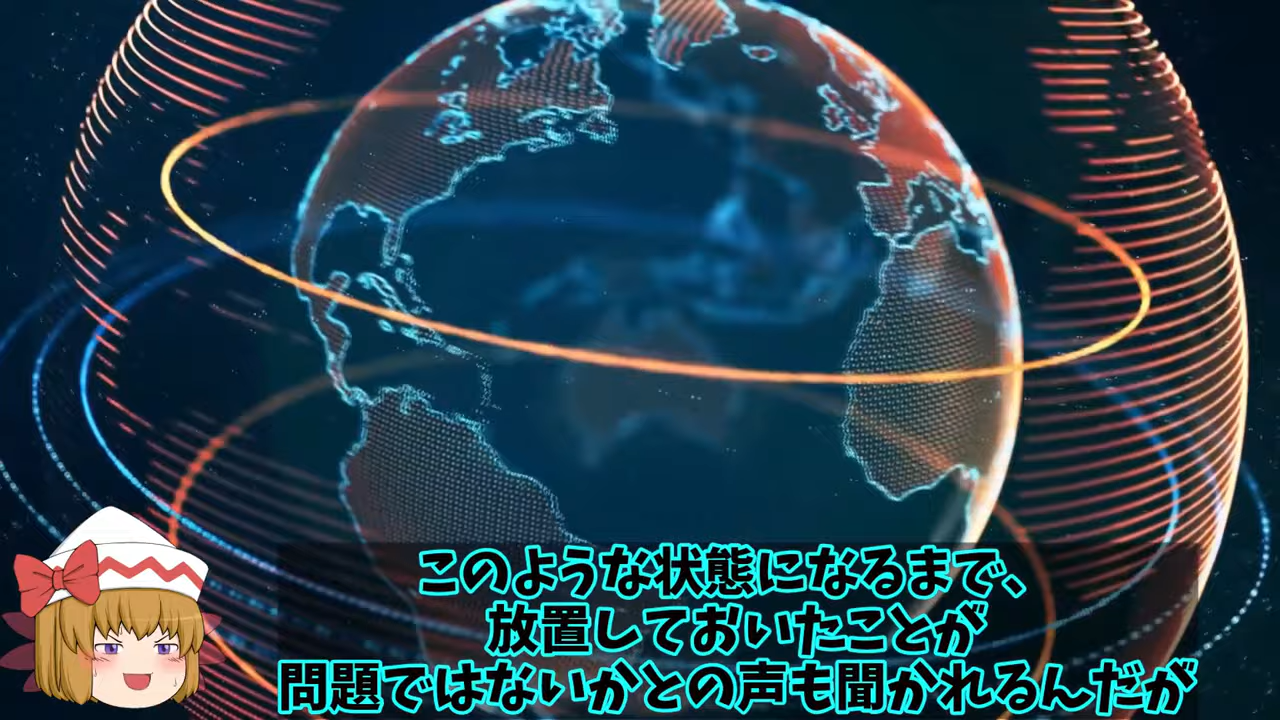 このような状態になるまで、
放置しておいたことが
問題ではないかとの声も聞かれるんだが